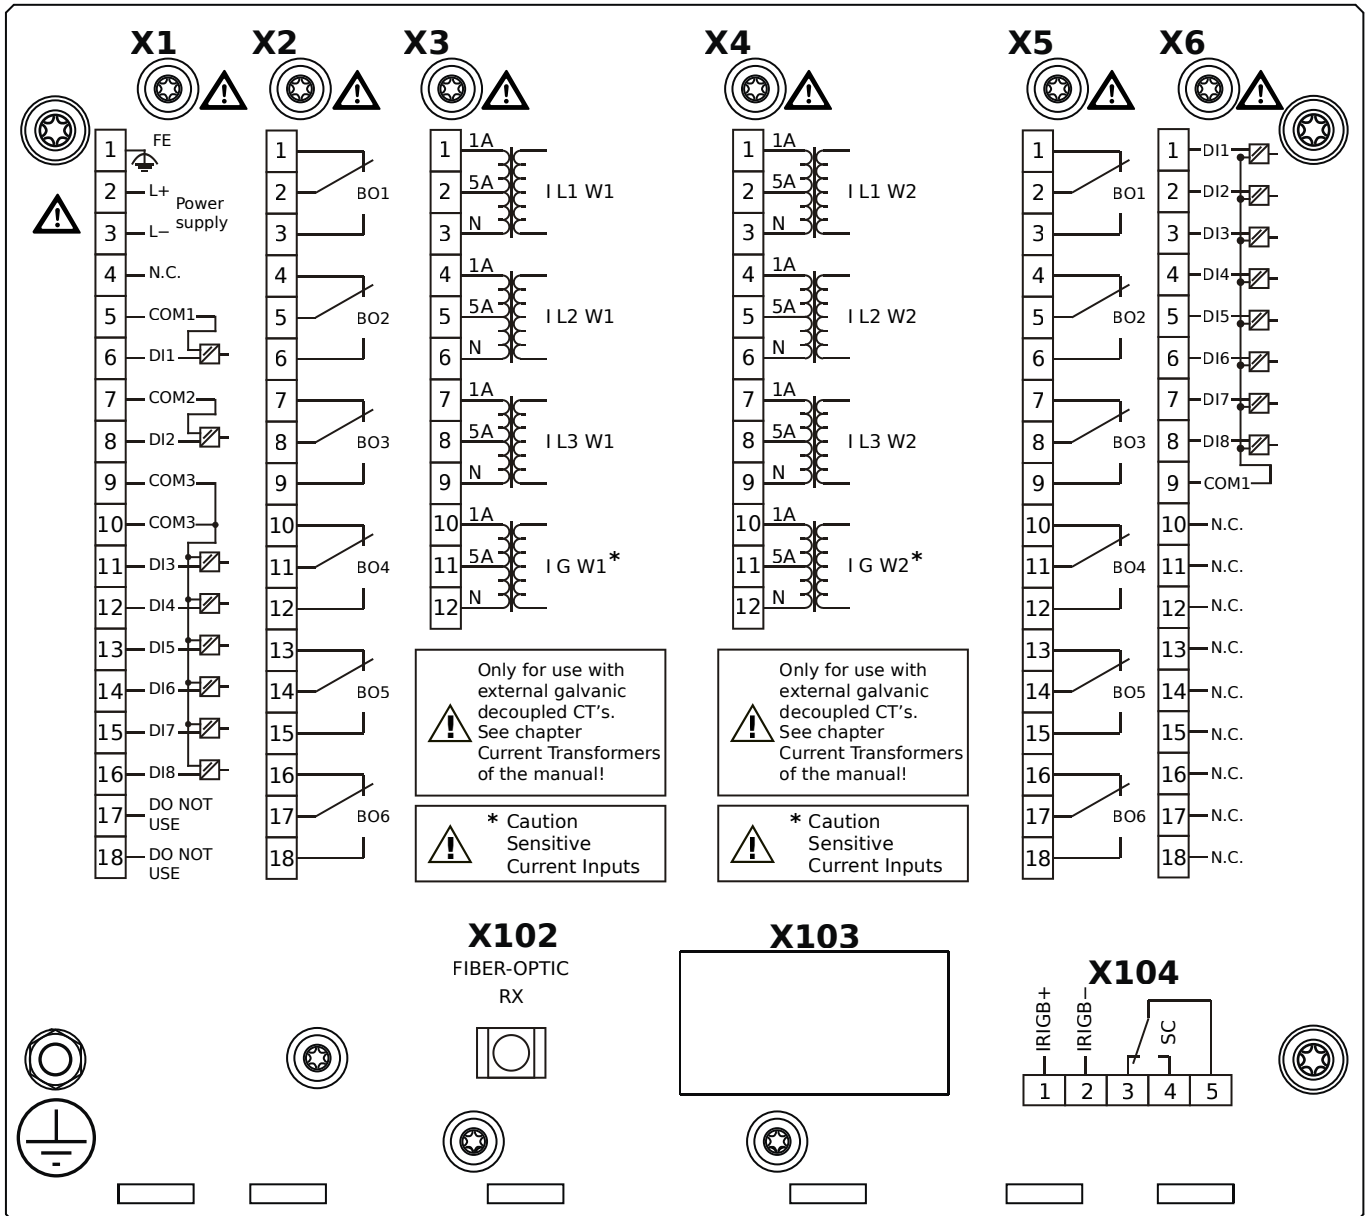 X1
X2
X3
X4
X5
X6
1 FE
2 L+
Power
supply
3 L−
4 N.C.
5 COM1
6 DI1
7 COM2
8 DI2
9 COM3
10 COM3
11 DI3
12 DI4
13 DI5
14 DI6
15 DI7
16 DI8
17 DO NOT
USE
18 DO NOT
USE
1
2 BO1
3
4
5 BO2
6
7
8 BO3
9
10
11 BO4
12
13
14 BO5
15
16
17 BO6
18
1 1A
2 5A I L1 W1
3 N
4 1A
5 5A I L2 W1
6 N
7 1A
8 5A I L3 W1
9 N
10 1A
11 5A I G W1*
12 N
Only for use with
external galvanic
decoupled CT’s.
See chapter
Current Transformers
of the manual!
* Caution
Sensitive
Current Inputs
1 1A
2 5A I L1 W2
3 N
4 1A
5 5A I L2 W2
6 N
7 1A
8 5A I L3 W2
9 N
10 1A
11 5A I G W2*
12 N
Only for use with
external galvanic
decoupled CT’s.
See chapter
Current Transformers
of the manual!
* Caution
Sensitive
Current Inputs
1
2 BO1
3
4
5 BO2
6
7
8 BO3
9
10
11 BO4
12
13
14 BO5
15
16
17 BO6
18
1 DI1
2 DI2
3 DI3
4 DI4
5 DI5
6 DI6
7 DI7
8 DI8
9 COM1
10 N.C.
11 N.C.
12 N.C.
13 N.C.
14 N.C.
15 N.C.
16 N.C.
17 N.C.
18 N.C.
X102
FIBER-OPTIC
RX
X103
X104
IRIGB+
IRIGB−
SC
1 2 3 4 5